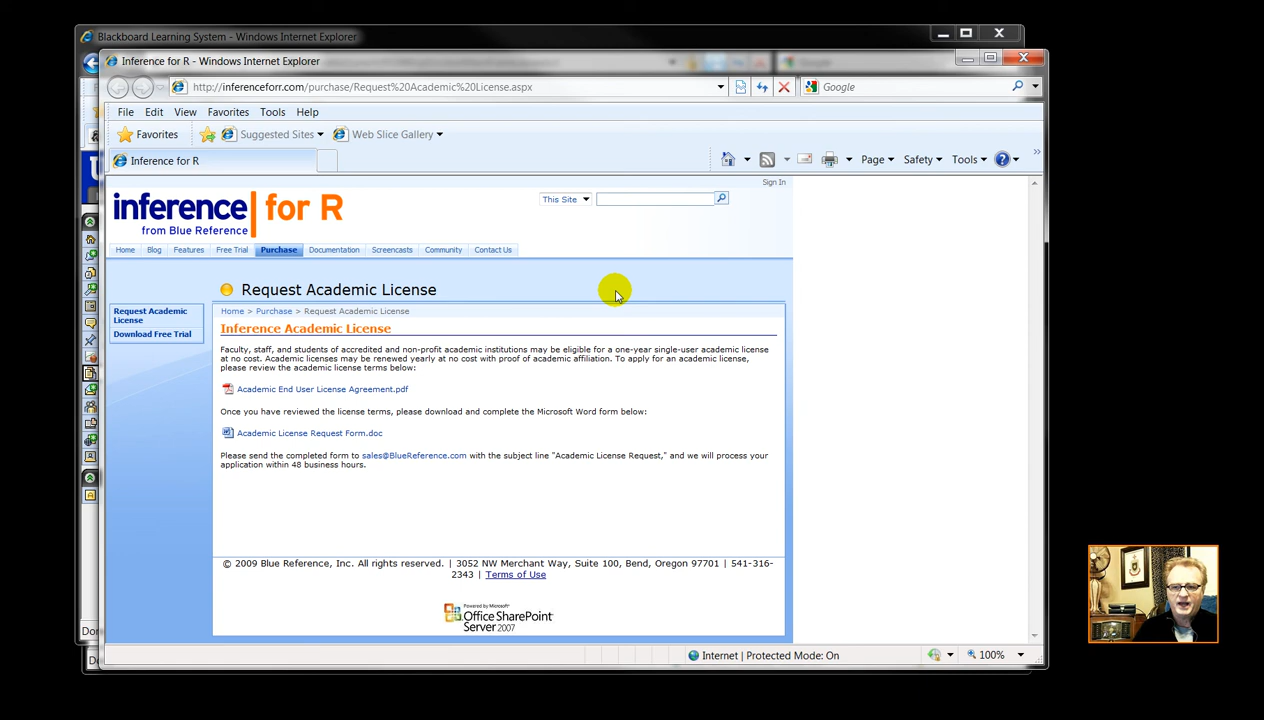 Blackboard Learning System - Windows Internet Explorer
Inference for R - Windows Internet Explorer
http://inferenceforr.com/purchase/Request%20Academic%20License.aspx
Google
File Edit View Favorites Tools Help
Favorites Suggested Sites Web Slice Gallery
Inference for R
Page Safety Tools
Sign In
inference for R
from Blue Reference
This Site
Home Blog Features Free Trial Purchase Documentation Screencasts Community Contact Us
Request Academic License
Request Academic
License
Download Free Trial
Home > Purchase > Request Academic License
Inference Academic License
Faculty, staff, and students of accredited and non-profit academic institutions may be eligible for a one-year single-user academic license
at no cost. Academic licenses may be renewed yearly at no cost with proof of academic affiliation. To apply for an academic license,
please review the academic license terms below:
Academic End User License Agreement.pdf
Once you have reviewed the license terms, please download and complete the Microsoft Word form below:
Academic License Request Form.doc
Please send the completed form to sales@BlueReference.com with the subject line "Academic License Request," and we will process your
application within 48 business hours.
© 2009 Blue Reference, Inc. All rights reserved. | 3052 NW Merchant Way, Suite 100, Bend, Oregon 97701 | 541-316-
2343 | Terms of Use
Powered by Microsoft
Office SharePoint
Server 2007
Internet | Protected Mode: On
100%